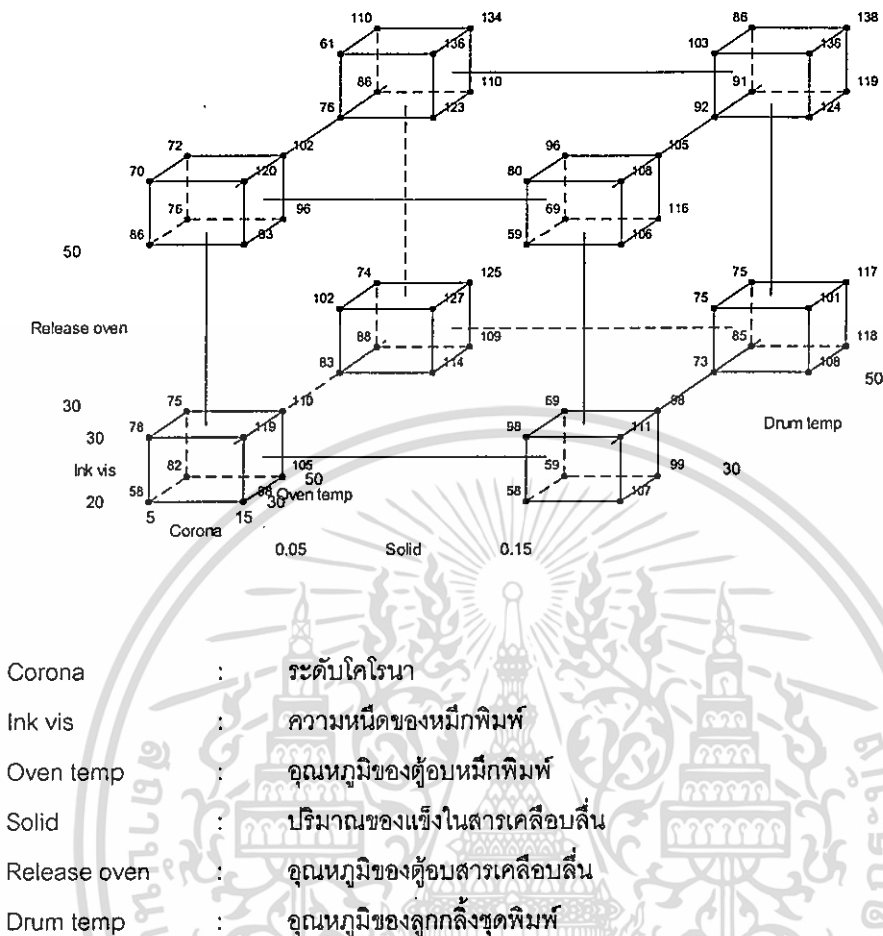 110 134 86 138
61 136 103 136
86 110 91 119
76 123 92 124
72 102 96 105
70 120 80 108
76 96 69 116
86 83 59 106
50
74 125 75 117
102 127 75 101
Release oven
88 109 85 118
83 114 73 108
50
30 75 110 69 98
Drum temp
30 78 119 98 111
Ink vis 82 105 59 99 30
50
20 58 98 Oven temp 58 107
5 15 30
Corona
0.05 Solid 0.15
Corona : ระดับโคโรนา
Ink vis : ความหนืดของหมึกพิมพ์
Oven temp : อุณหภูมิของตู้อบหมึกพิมพ์
Solid : ปริมาณของแข็งในสารเคลือบลื่น
Release oven : อุณหภูมิของตู้อบสารเคลือบลื่น
Drum temp : อุณหภูมิของลูกกลิ้งชุดพิมพ์